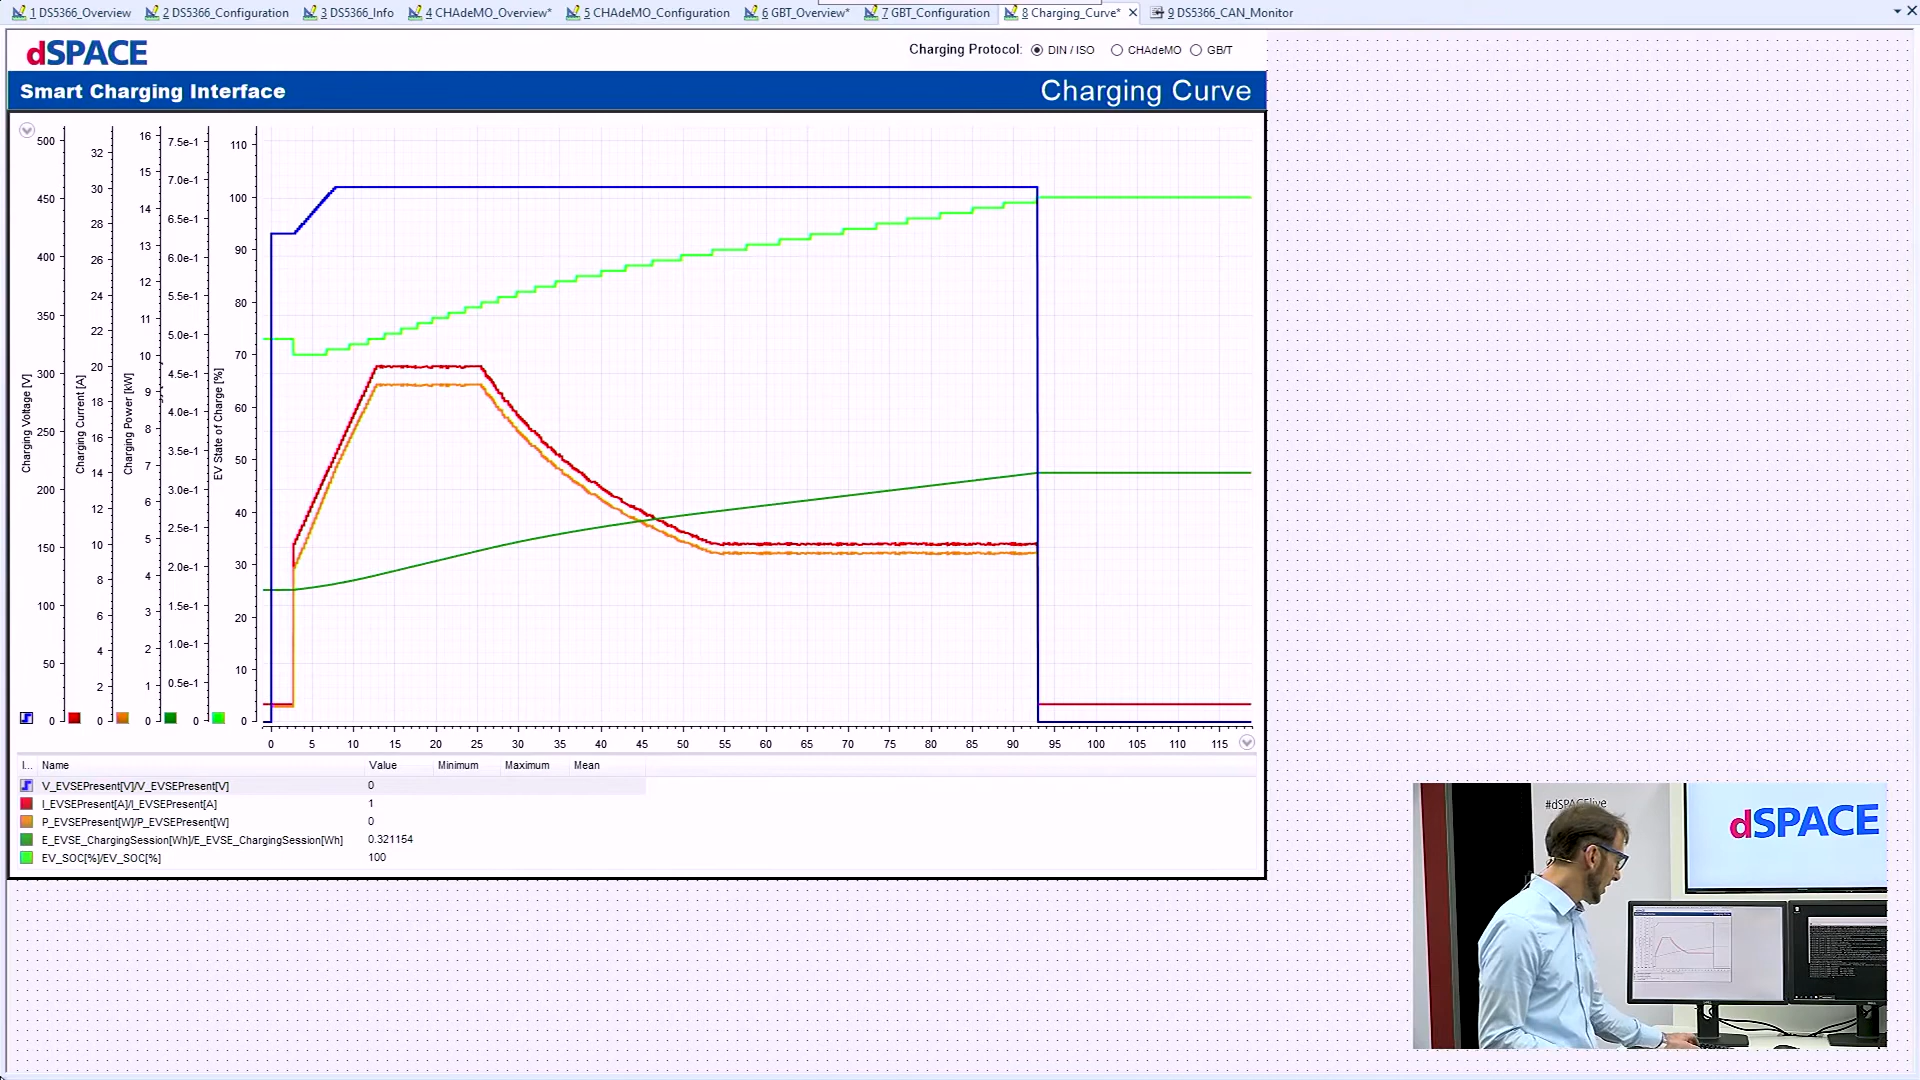 1 DS5366_Overview 2 DS5366_Configuration 3 DS5366_Info 4 CHAdeMO_Overview* 5 CHAdeMO_Configuration 6 GBT_Overview* 7 GBT_Configuration 8 Charging_Curve* 9 DS5366_CAN_Monitor
dSPACE
Charging Protocol: DIN / ISO CHAdeMO GB/T
Smart Charging Interface
Charging Curve
Charging Voltage [V]
500
450
400
350
300
250
200
150
100
50
0
Charging Current [A]
32
30
28
26
24
22
20
18
16
14
12
10
8
6
4
2
0
Charging Power [kW]
16
15
14
13
12
11
10
9
8
7
6
5
4
3
2
1
0
7.5e-1
7.0e-1
6.5e-1
6.0e-1
5.5e-1
5.0e-1
4.5e-1
4.0e-1
3.5e-1
3.0e-1
2.5e-1
2.0e-1
1.5e-1
1.0e-1
0.5e-1
0
EV State of Charge [%]
110
100
90
80
70
60
50
40
30
20
10
0
0 5 10 15 20 25 30 35 40 45 50 55 60 65 70 75 80 85 90 95 100 105 110 115
I... Name Value Minimum Maximum Mean
V_EVSEPresent[V]/V_EVSEPresent[V] 0
I_EVSEPresent[A]/I_EVSEPresent[A] 1
P_EVSEPresent[W]/P_EVSEPresent[W] 0
E_EVSE_ChargingSession[Wh]/E_EVSE_ChargingSession[Wh] 0.321154
EV_SOC[%]/EV_SOC[%] 100
#dSPACElive
dSPACE